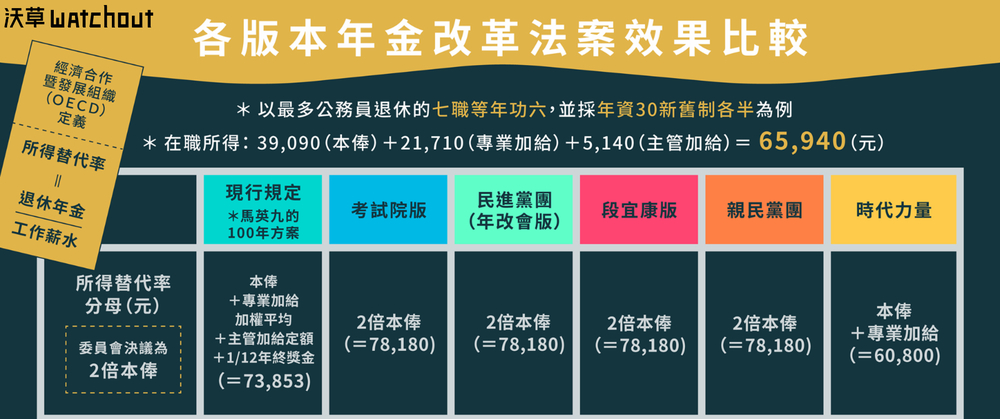 沃草 watchout
各版本年金改革法案效果比較
經濟合作
暨發展組織
（OECD）
定義
所得替代率
＝
退休年金
工作薪水
＊ 以最多公務員退休的七職等年功六，並採年資30新舊制各半為例
＊ 在職所得：39,090（本俸）＋21,710（專業加給）＋5,140（主管加給）＝ 65,940（元）
現行規定
＊馬英九的
100年方案
考試院版
民進黨團
（年改會版）
段宜康版
親民黨團
時代力量
所得替代率
分母（元）
委員會決議為
2倍本俸
本俸
＋專業加給
加權平均
＋主管加給定額
＋1/12年終獎金
（＝73,853）
2倍本俸
（＝78,180）
2倍本俸
（＝78,180）
2倍本俸
（＝78,180）
2倍本俸
（＝78,180）
本俸
＋專業加給
（＝60,800）